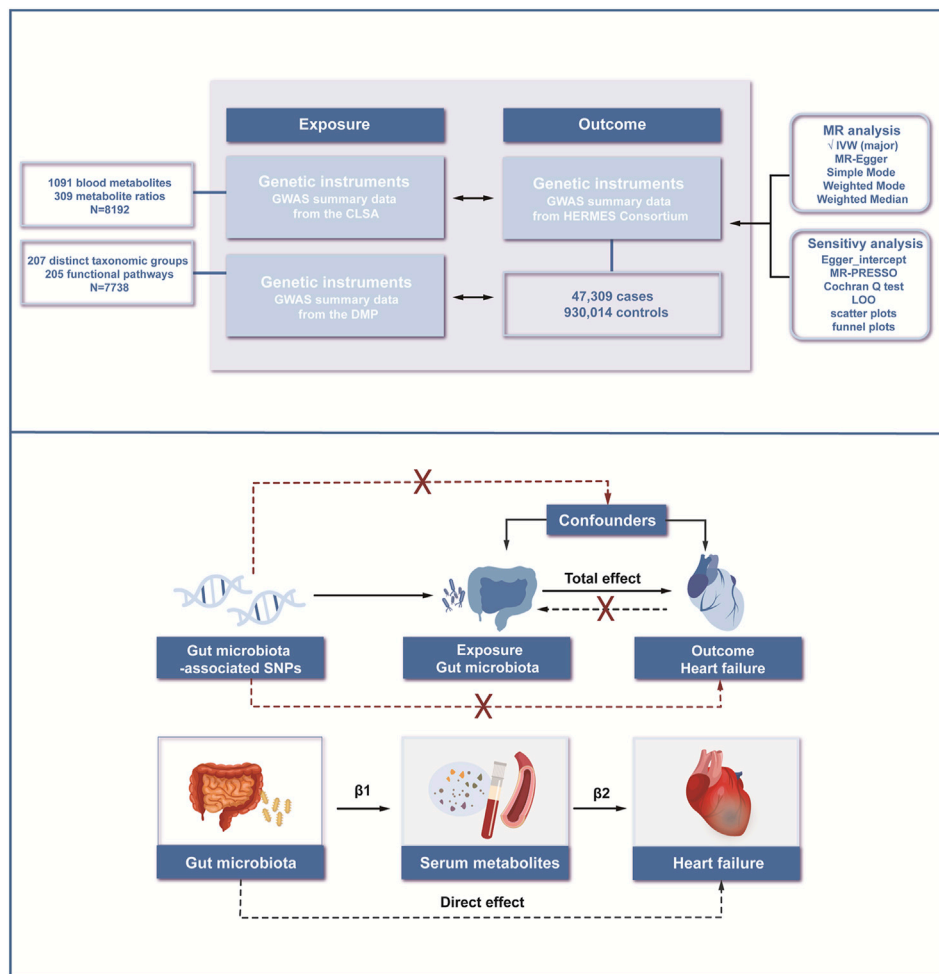 Exposure
Outcome
1091 blood metabolites
309 metabolite ratios
N=8192
Genetic instruments
GWAS summary data
from the CLSA
Genetic instruments
GWAS summary data
from HERMES Consortium
MR analysis
√ IVW (major)
MR-Egger
Simple Mode
Weighted Mode
Weighted Median
207 distinct taxonomic groups
205 functional pathways
N=7738
Genetic instruments
GWAS summary data
from the DMP
47,309 cases
930,014 controls
Sensitivy analysis
Egger_intercept
MR-PRESSO
Cochran Q test
LOO
scatter plots
funnel plots
X
Confounders
Total effect
X
Gut microbiota
-associated SNPs
Exposure
Gut microbiota
Outcome
Heart failure
X
β1
β2
Gut microbiota
Serum metabolites
Heart failure
Direct effect